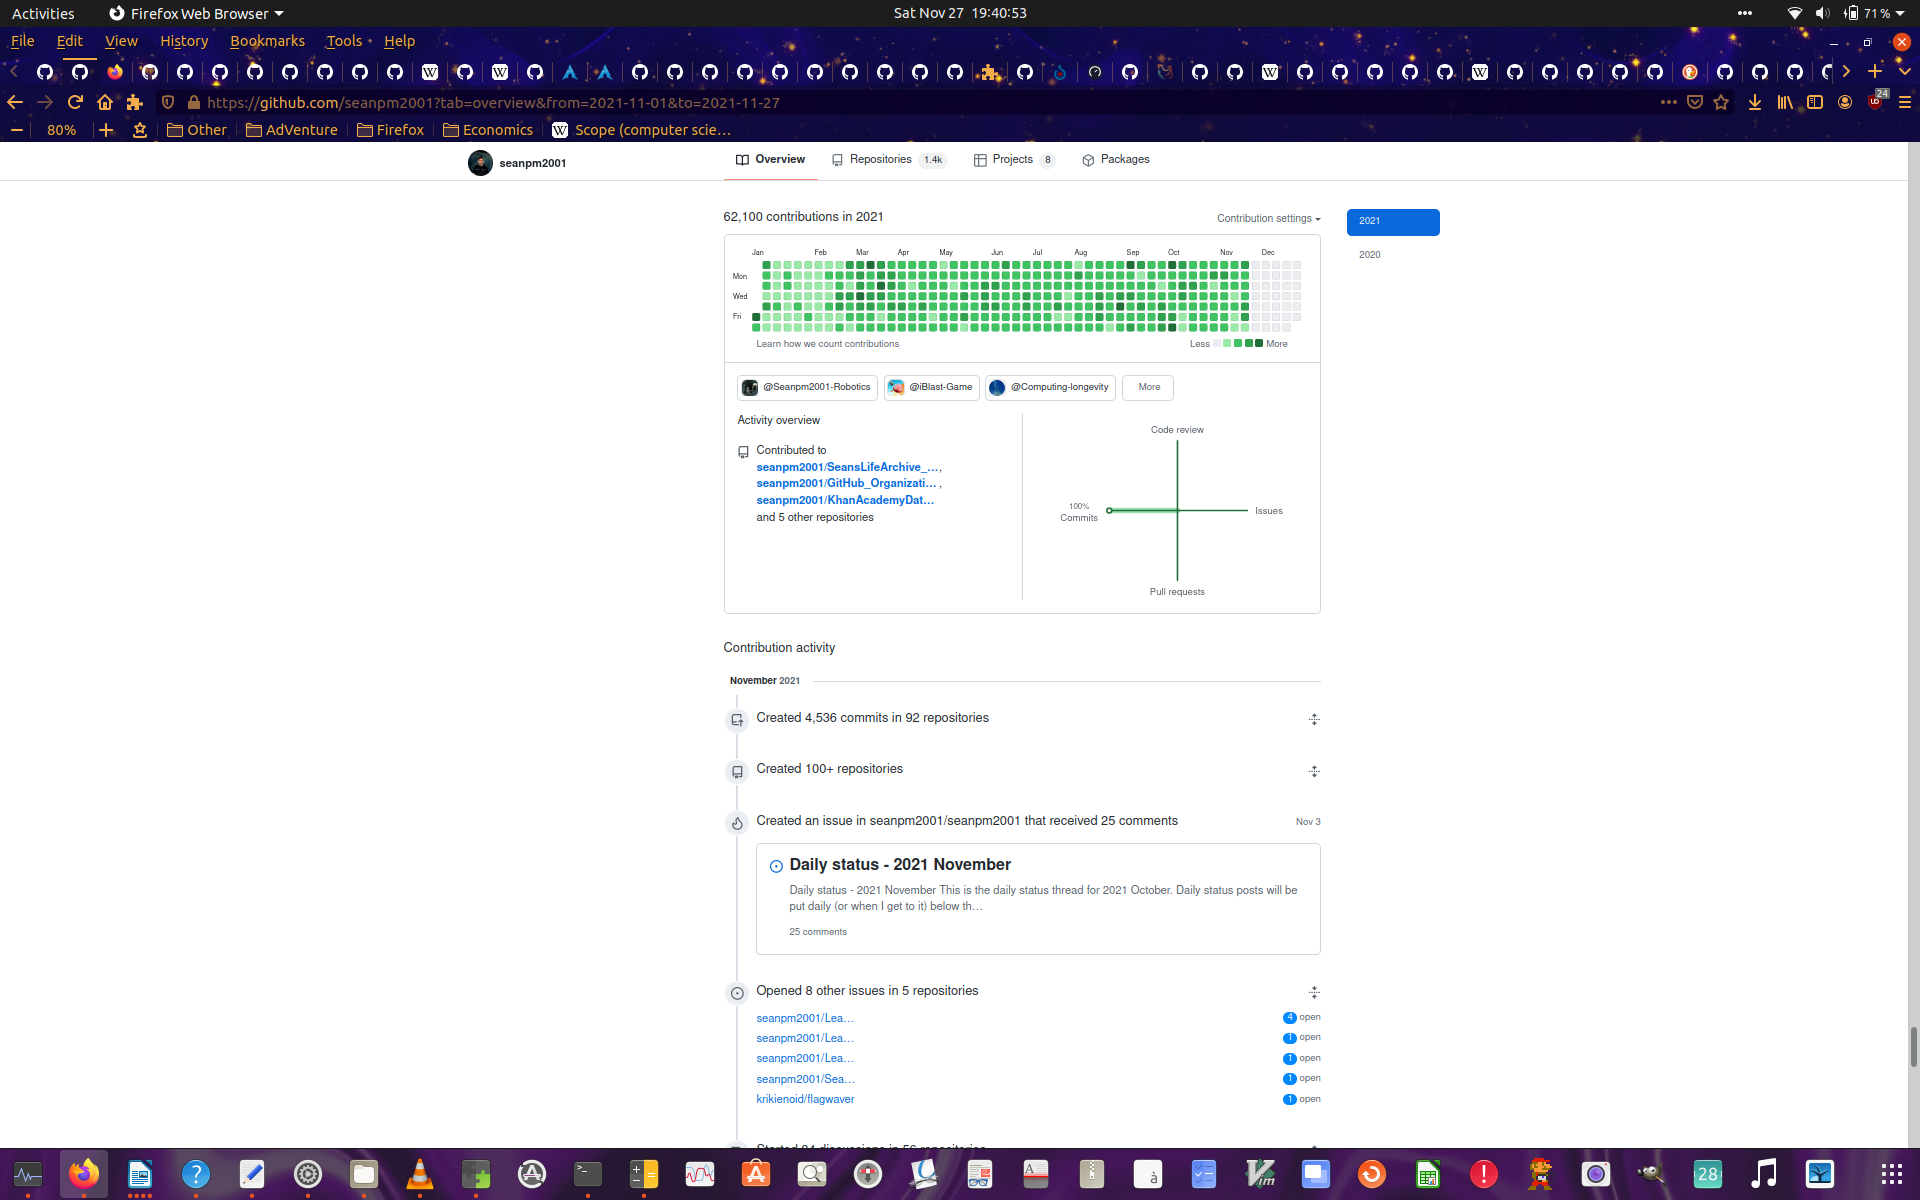 Activities
Firefox Web Browser
Sat Nov 27 19:40:53
71 %
File Edit View History Bookmarks Tools Help
https://github.com/seanpm2001?tab=overview&from=2021-11-01&to=2021-11-27
24
80%
Other
AdVenture
Firefox
Economics
Scope (computer scie…
seanpm2001
Overview
Repositories 1.4k
Projects 8
Packages
62,100 contributions in 2021
Contribution settings
2021
2020
Jan Feb Mar Apr May Jun Jul Aug Sep Oct Nov Dec
Mon
Wed
Fri
Learn how we count contributions
Less More
@Seanpm2001-Robotics
@iBlast-Game
@Computing-longevity
More
Activity overview
Contributed to
seanpm2001/SeansLifeArchive_…,
seanpm2001/GitHub_Organizati… ,
seanpm2001/KhanAcademyDat…
and 5 other repositories
Code review
100%
Commits
Issues
Pull requests
Contribution activity
November 2021
Created 4,536 commits in 92 repositories
Created 100+ repositories
Created an issue in seanpm2001/seanpm2001 that received 25 comments
Nov 3
Daily status - 2021 November
Daily status - 2021 November This is the daily status thread for 2021 October. Daily status posts will be
put daily (or when I get to it) below th…
25 comments
Opened 8 other issues in 5 repositories
seanpm2001/Lea… 4 open
seanpm2001/Lea… 1 open
seanpm2001/Lea… 1 open
seanpm2001/Sea… 1 open
krikienoid/flagwaver 1 open
28